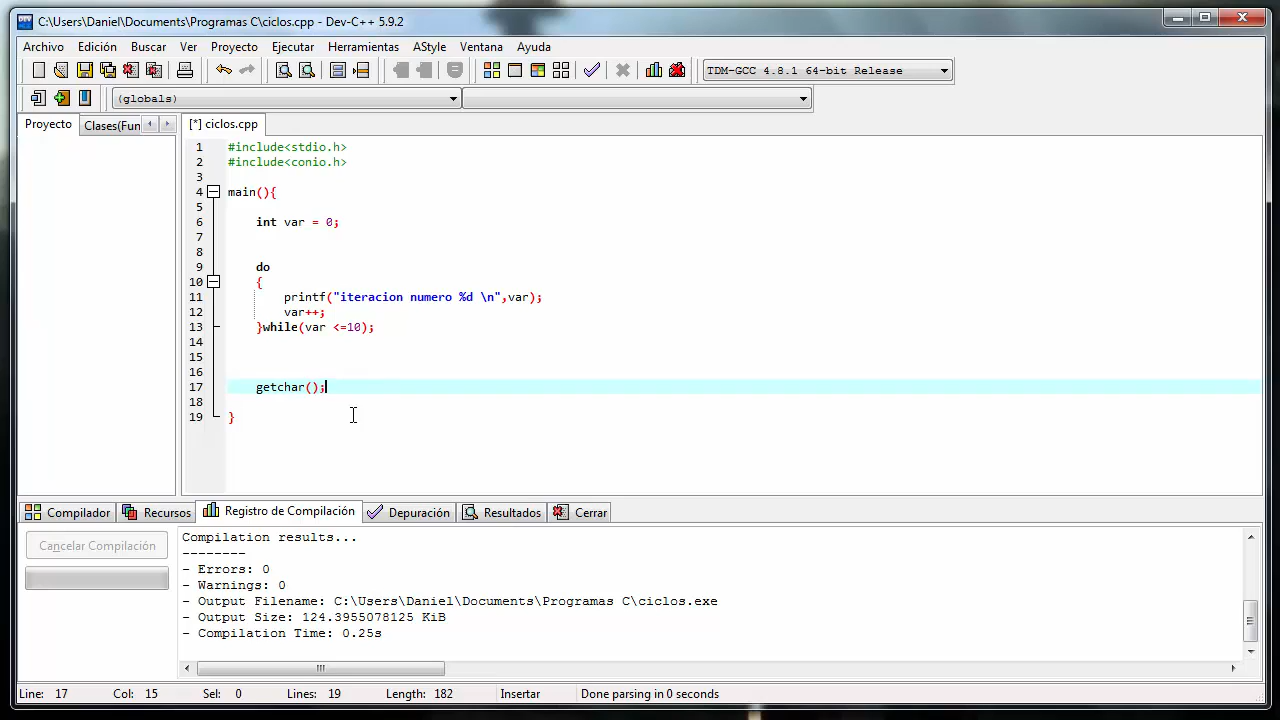 C:\Users\Daniel\Documents\Programas C\ciclos.cpp - Dev-C++ 5.9.2
Archivo Edición Buscar Ver Proyecto Ejecutar Herramientas AStyle Ventana Ayuda
TDM-GCC 4.8.1 64-bit Release
(globals)
Proyecto Clases(Fun [*] ciclos.cpp
1 #include<stdio.h>
2 #include<conio.h>
3
4 main(){
5
6 int var = 0;
7
8
9 do
10 {
11 printf("iteracion numero %d \n",var);
12 var++;
13 }while(var <=10);
14
15
16
17 getchar();
18
19 }
Compilador Recursos Registro de Compilación Depuración Resultados Cerrar
Cancelar Compilación
Compilation results...
--------
- Errors: 0
- Warnings: 0
- Output Filename: C:\Users\Daniel\Documents\Programas C\ciclos.exe
- Output Size: 124.3955078125 KiB
- Compilation Time: 0.25s
Line: 17 Col: 15 Sel: 0 Lines: 19 Length: 182 Insertar Done parsing in 0 seconds